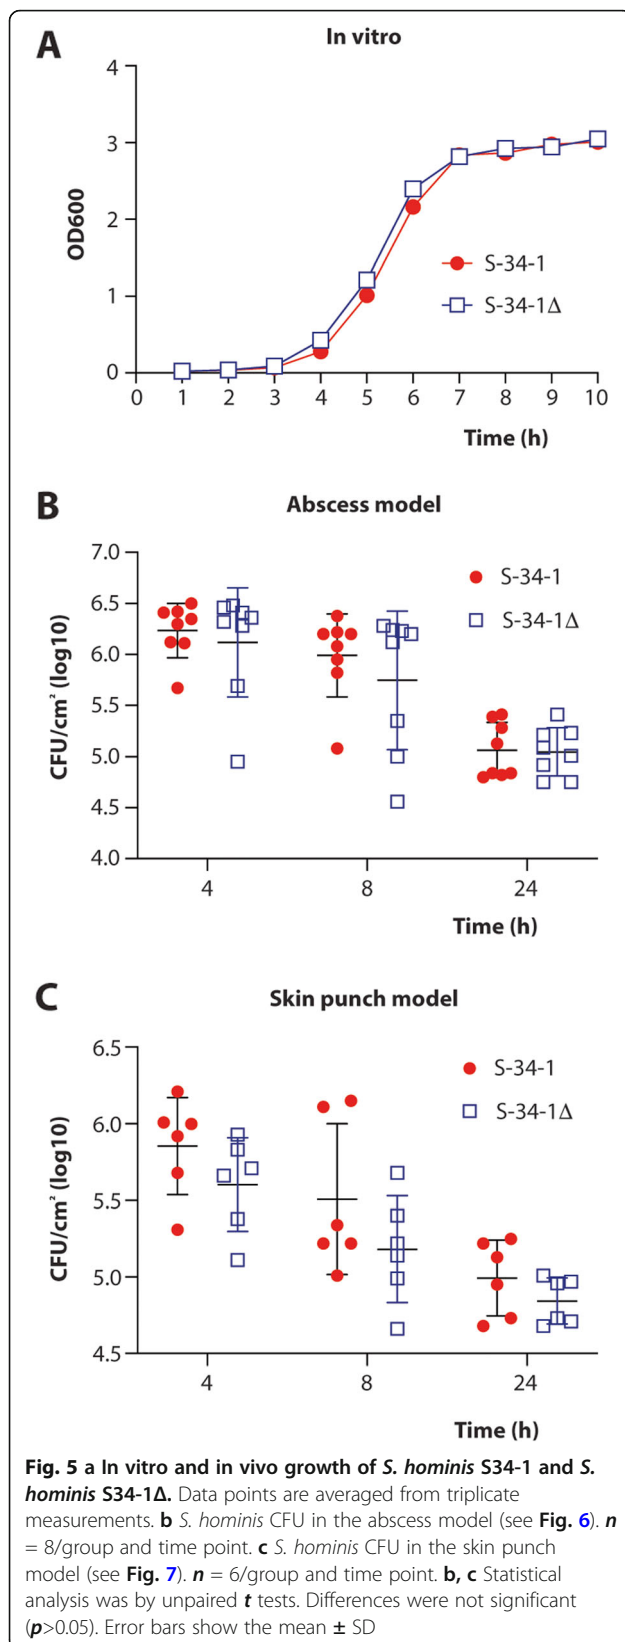 A
In vitro
4
3
2
1
0
OD600
S-34-1
S-34-1Δ
0 1 2 3 4 5 6 7 8 9 10
Time (h)
B
Abscess model
7.0
6.5
6.0
5.5
5.0
4.5
4.0
CFU/cm² (log10)
S-34-1
S-34-1Δ
4 8 24
Time (h)
C
Skin punch model
6.5
6.0
5.5
5.0
4.5
CFU/cm² (log10)
S-34-1
S-34-1Δ
4 8 24
Time (h)
Fig. 5 a In vitro and in vivo growth of S. hominis S34-1 and S.
hominis S34-1Δ. Data points are averaged from triplicate
measurements. b S. hominis CFU in the abscess model (see Fig. 6). n
= 8/group and time point. c S. hominis CFU in the skin punch
model (see Fig. 7). n = 6/group and time point. b, c Statistical
analysis was by unpaired t tests. Differences were not significant
(p>0.05). Error bars show the mean ± SD